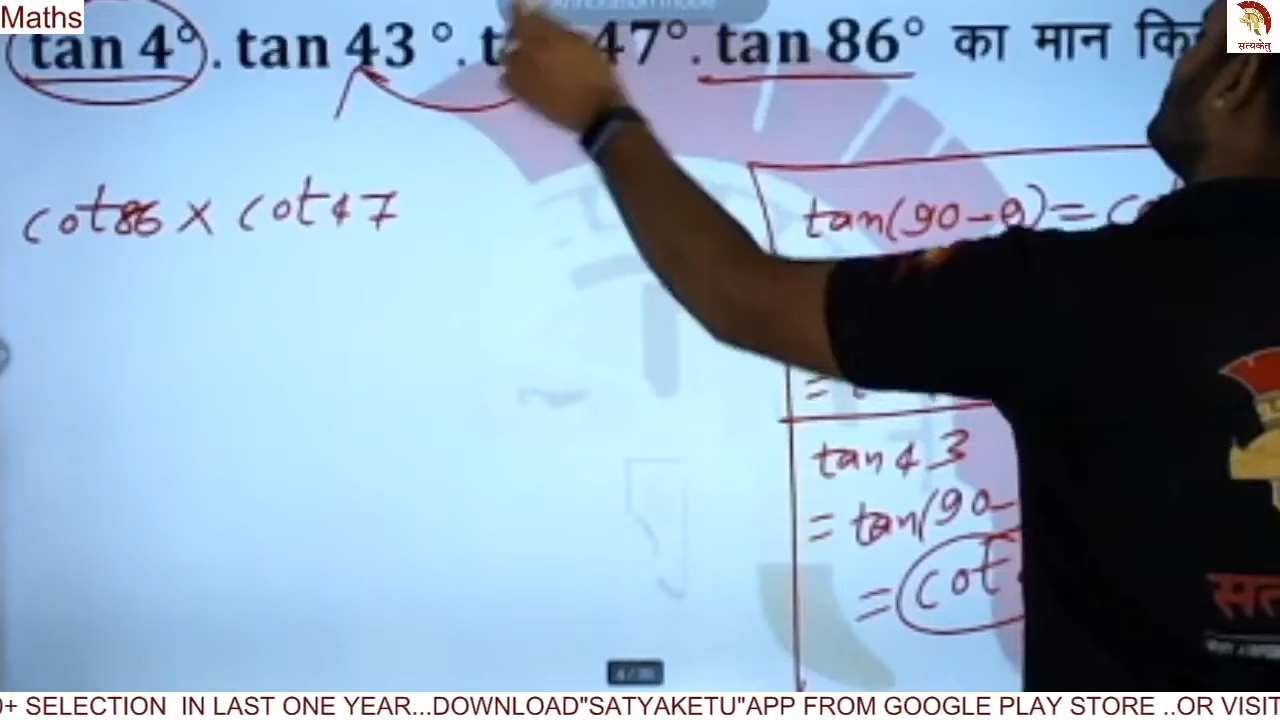 Maths
tan 4° . tan 43 ° . 47° . tan 86° का मान
सत्यकेतु
cot86 × cot47
tan(90-θ)=
tan43
= tan(90-
= cot
0+ SELECTION IN LAST ONE YEAR...DOWNLOAD"SATYAKETU"APP FROM GOOGLE PLAY STORE ..OR VISIT